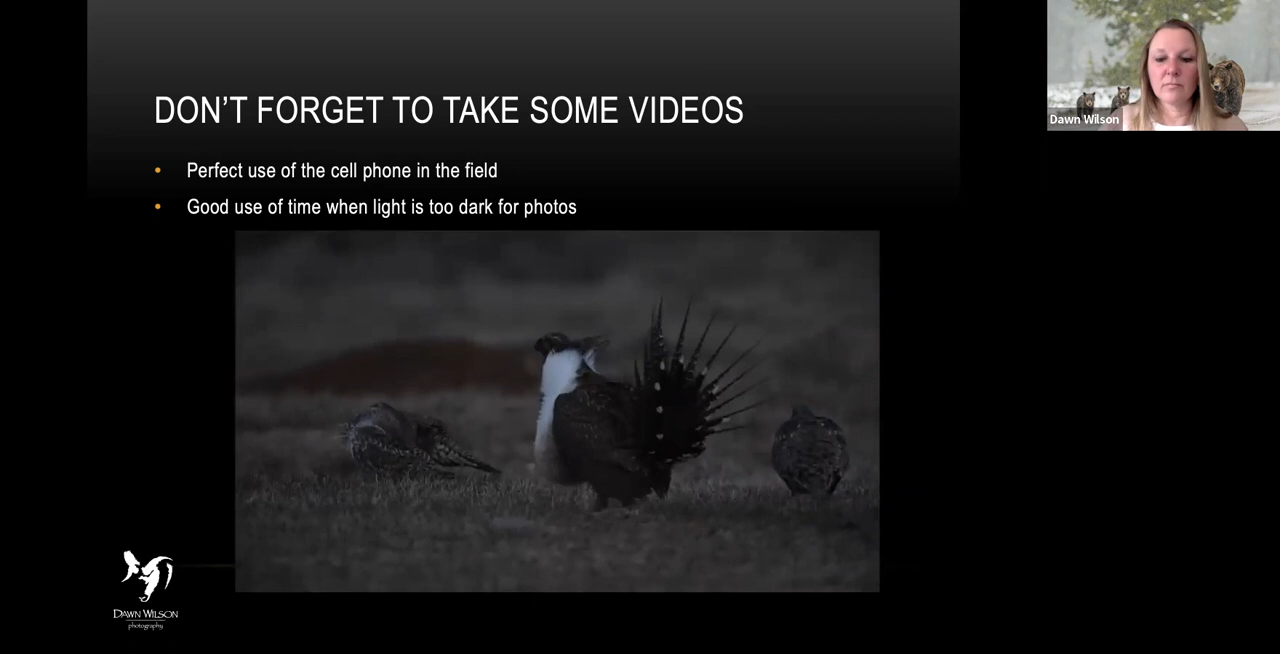 DON'T FORGET TO TAKE SOME VIDEOS
Dawn Wilson
• Perfect use of the cell phone in the field
• Good use of time when light is too dark for photos
DAWN WILSON
photography